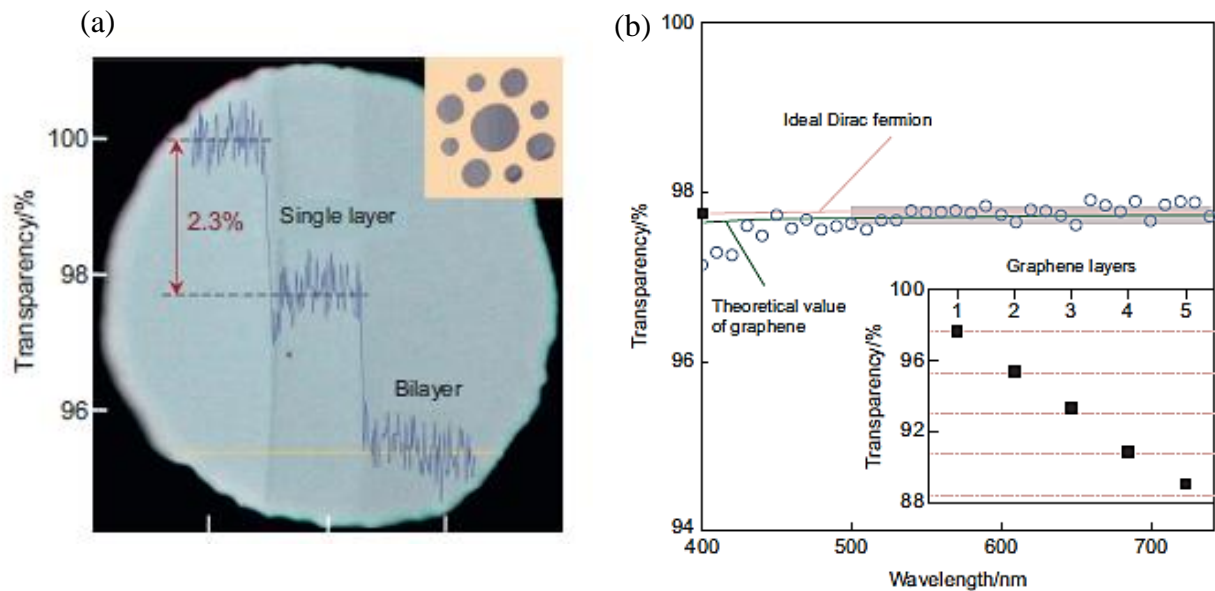 (a)
100
98
96
Transparency/%
2.3%
Single layer
Bilayer
(b)
100
98
96
94
Transparency/%
Ideal Dirac fermion
Theoretical value
of graphene
Graphene layers
1 2 3 4 5
100
96
92
88
Transparency/%
400 500 600 700
Wavelength/nm